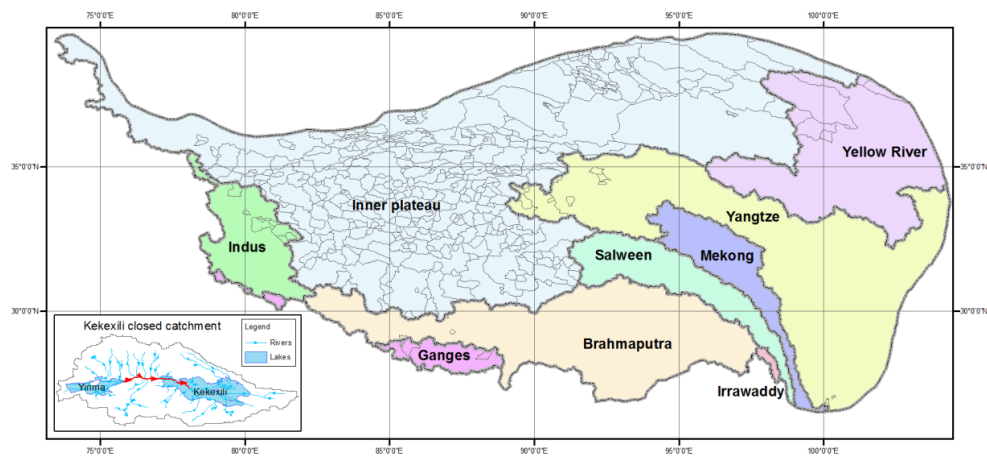 75°0'0"E 80°0'0"E 85°0'0"E 90°0'0"E 95°0'0"E 100°0'0"E
Yellow River
35°0'0"N 35°0'0"N
Inner plateau
Yangtze
Indus
Salween
Mekong
30°0'0"N 30°0'0"N
Kekexili closed catchment
Legend
Rivers
Lakes
Yinma
Kekexili
Ganges
Brahmaputra
Irrawaddy
75°0'0"E 80°0'0"E 85°0'0"E 90°0'0"E 95°0'0"E 100°0'0"E